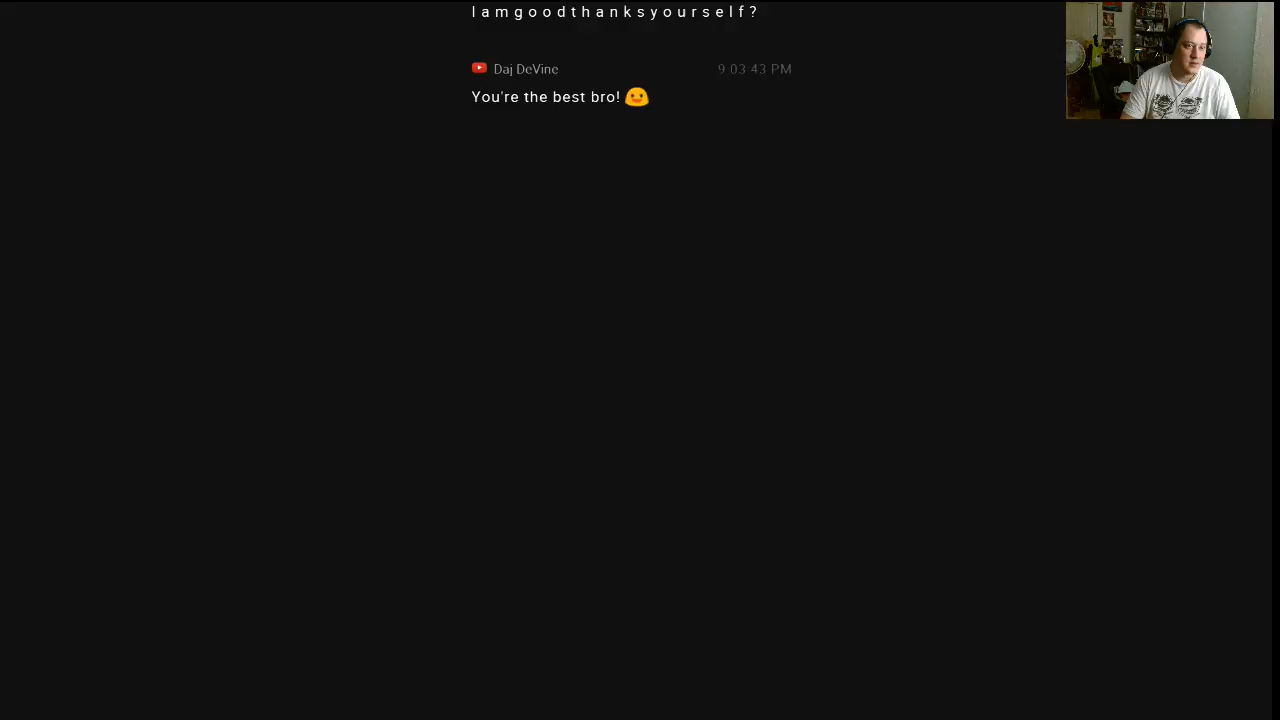 I a m g o o d t h a n k s y o u r s e l f ?
Daj DeVine 9 03 43 PM
You're the best bro!